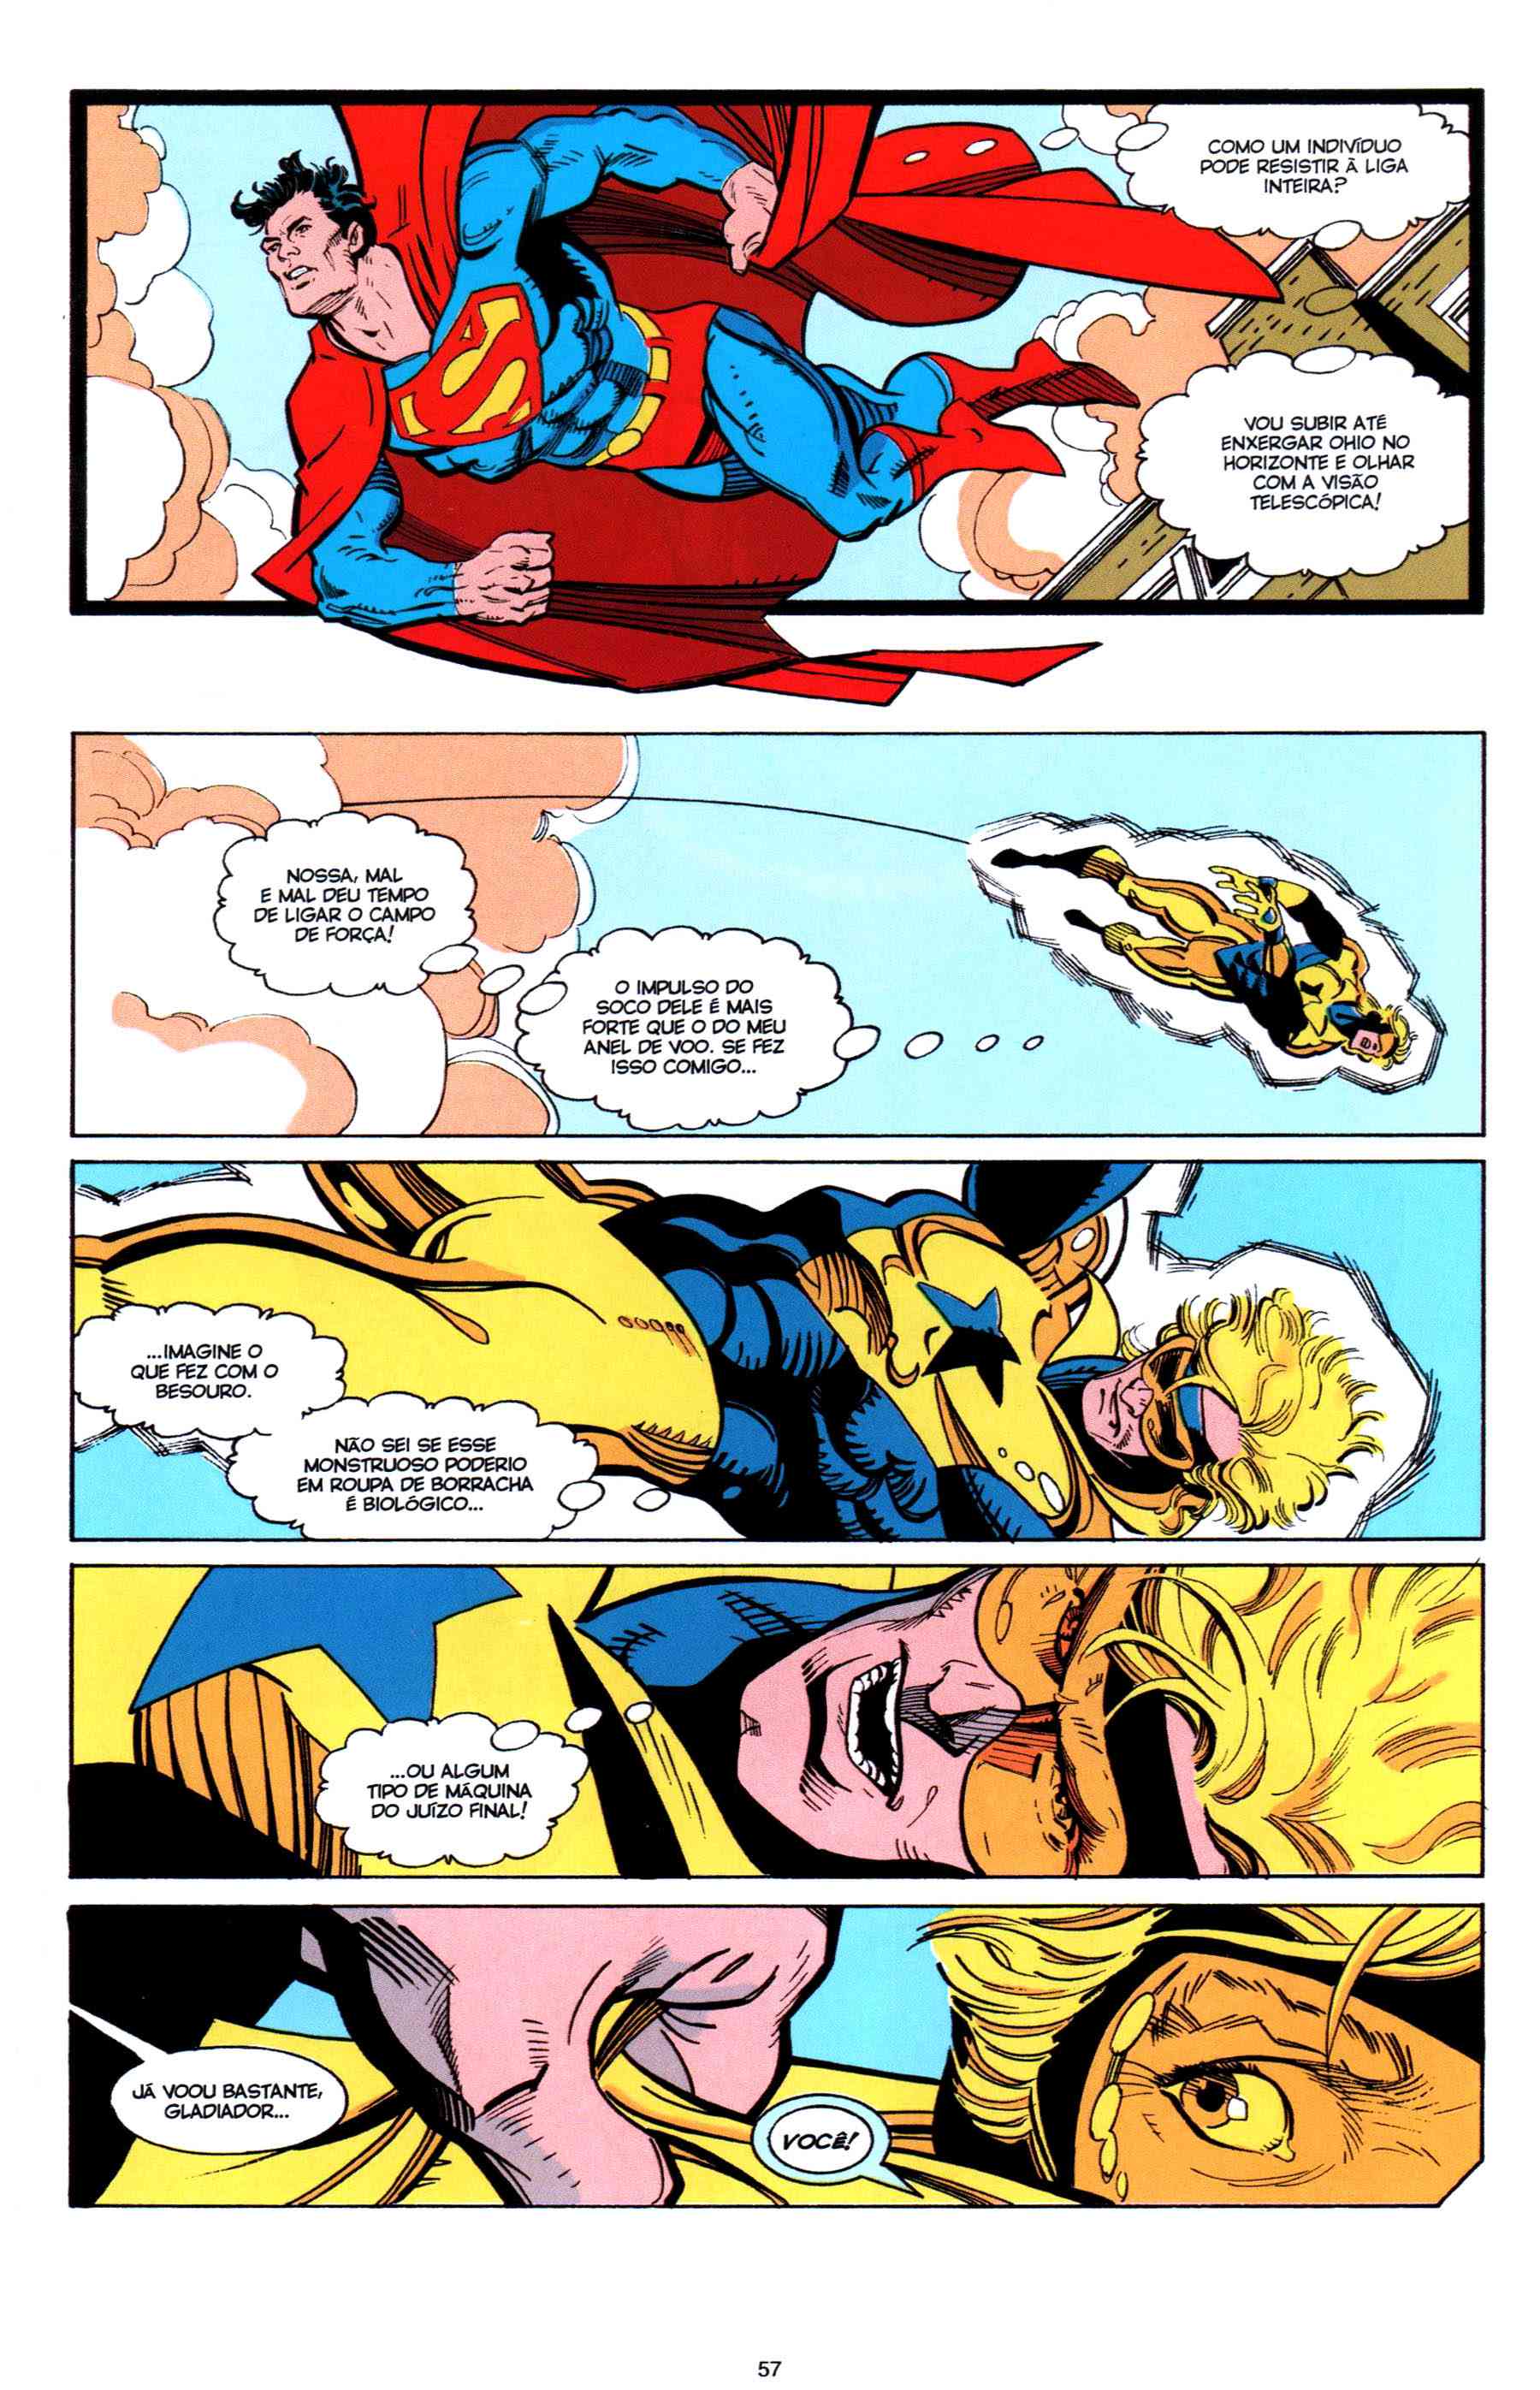 COMO UM INDIVÍDUO
PODE RESISTIR À LIGA
INTEIRA?
VOU SUBIR ATÉ
ENXERGAR OHIO NO
HORIZONTE E OLHAR
COM A VISÃO
TELESCÓPICA!
S
NOSSA, MAL
E MAL DEU TEMPO
DE LIGAR O CAMPO
DE FORÇA!
O IMPULSO DO
SOCO DELE É MAIS
FORTE QUE O DO MEU
ANEL DE VOO. SE FEZ
ISSO COMIGO...
...IMAGINE O
QUE FEZ COM O
BESOURO.
NÃO SEI SE ESSE
MONSTRUOSO PODERIO
EM ROUPA DE BORRACHA
É BIOLÓGICO...
...OU ALGUM
TIPO DE MÁQUINA
DO JUÍZO FINAL!
JÁ VOOU BASTANTE,
GLADIADOR...
VOCÊ!
57